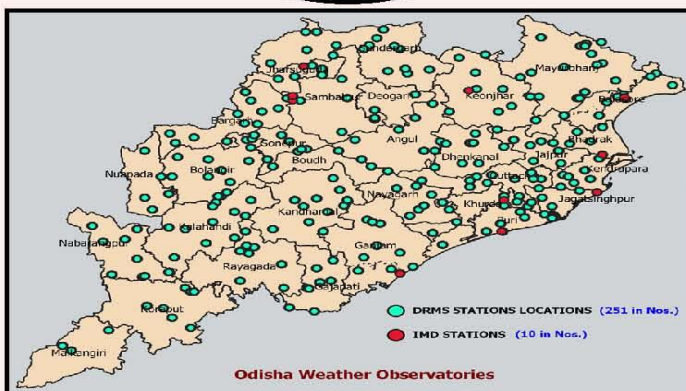 Sundergarh
Jharsuguda
Mayurbhanj
Sambalpur
Deogarh
Keonjhar
Balasore
Bargarh
Angul
Bhadrak
Sonepur
Boudh
Dhenkanal
Jajpur
Nuapada
Bolangir
Cuttack
Kendrapara
Nayagarh
Khurda
Jagatsinghpur
Kandhamal
Puri
Kalahandi
Nabarangpur
Ganjam
Rayagada
Gajapati
Koraput
Malkangiri
DRMS STATIONS LOCATIONS (251 in Nos.)
IMD STATIONS (10 in Nos.)
Odisha Weather Observatories